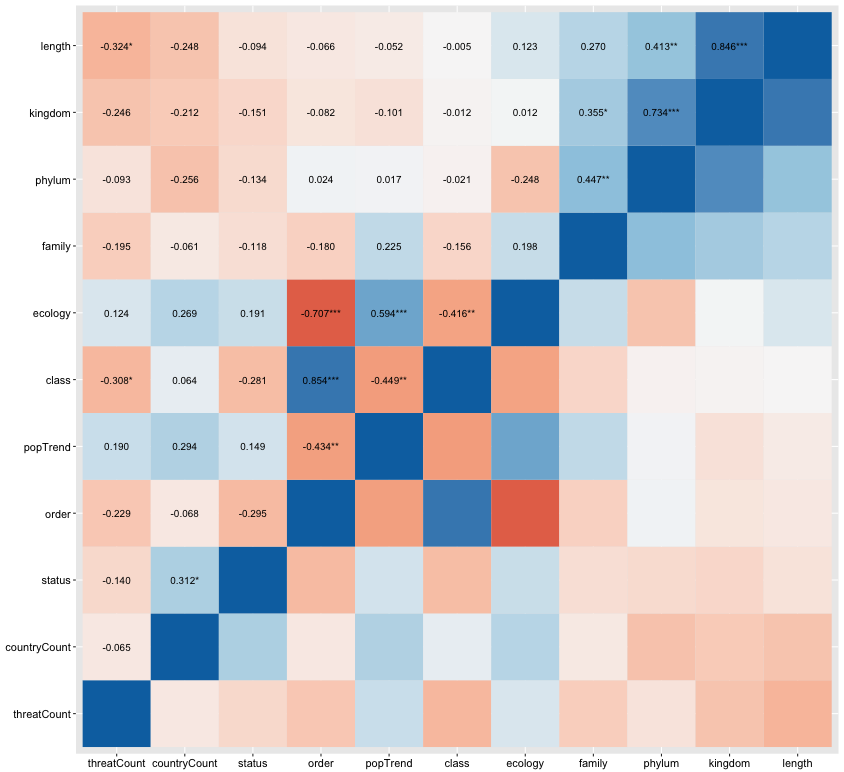 length -0.324* -0.248 -0.094 -0.066 -0.052 -0.005 0.123 0.270 0.413** 0.846***
kingdom -0.246 -0.212 -0.151 -0.082 -0.101 -0.012 0.012 0.355* 0.734***
phylum -0.093 -0.256 -0.134 0.024 0.017 -0.021 -0.248 0.447**
family -0.195 -0.061 -0.118 -0.180 0.225 -0.156 0.198
ecology 0.124 0.269 0.191 -0.707*** 0.594*** -0.416**
class -0.308* 0.064 -0.281 0.854*** -0.449**
popTrend 0.190 0.294 0.149 -0.434**
order -0.229 -0.068 -0.295
status -0.140 0.312*
countryCount -0.065
threatCount
threatCount countryCount status order popTrend class ecology family phylum kingdom length